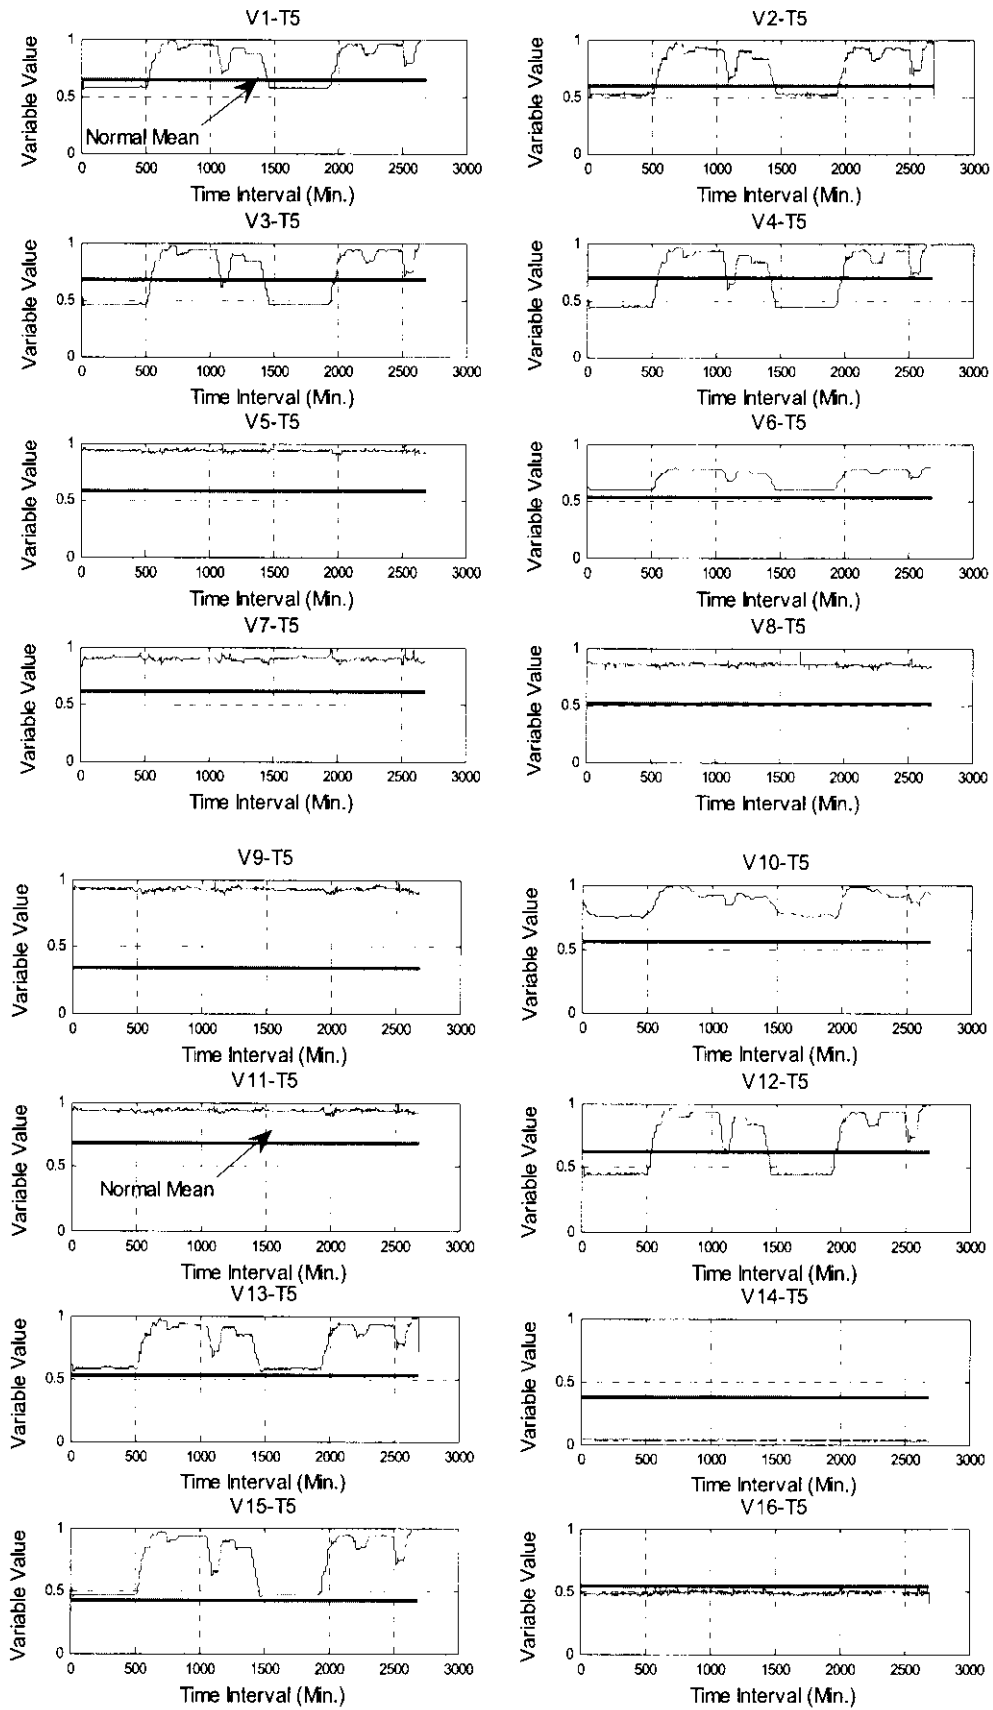 V1-T5
Variable Value
1
0.5
0
Normal Mean
0 500 1000 1500 2000 2500 3000
Time Interval (Min.)
V2-T5
Variable Value
1
0.5
0
0 500 1000 1500 2000 2500 3000
Time Interval (Min.)
V3-T5
Variable Value
1
0.5
0
0 500 1000 1500 2000 2500 3000
Time Interval (Min.)
V4-T5
Variable Value
1
0.5
0
0 500 1000 1500 2000 2500 3000
Time Interval (Min.)
V5-T5
Variable Value
1
0.5
0
0 500 1000 1500 2000 2500 3000
Time Interval (Min.)
V6-T5
Variable Value
1
0.5
0
0 500 1000 1500 2000 2500 3000
Time Interval (Min.)
V7-T5
Variable Value
1
0.5
0
0 500 1000 1500 2000 2500 3000
Time Interval (Min.)
V8-T5
Variable Value
1
0.5
0
0 500 1000 1500 2000 2500 3000
Time Interval (Min.)
V9-T5
Variable Value
1
0.5
0
0 500 1000 1500 2000 2500 3000
Time Interval (Min.)
V10-T5
Variable Value
1
0.5
0
0 500 1000 1500 2000 2500 3000
Time Interval (Min.)
V11-T5
Variable Value
1
0.5
0
Normal Mean
0 500 1000 1500 2000 2500 3000
Time Interval (Min.)
V12-T5
Variable Value
1
0.5
0
0 500 1000 1500 2000 2500 3000
Time Interval (Min.)
V13-T5
Variable Value
1
0.5
0
0 500 1000 1500 2000 2500 3000
Time Interval (Min.)
V14-T5
Variable Value
1
0.5
0
0 500 1000 1500 2000 2500 3000
Time Interval (Min.)
V15-T5
Variable Value
1
0.5
0
0 500 1000 1500 2000 2500 3000
Time Interval (Min.)
V16-T5
Variable Value
1
0.5
0
0 500 1000 1500 2000 2500 3000
Time Interval (Min.)